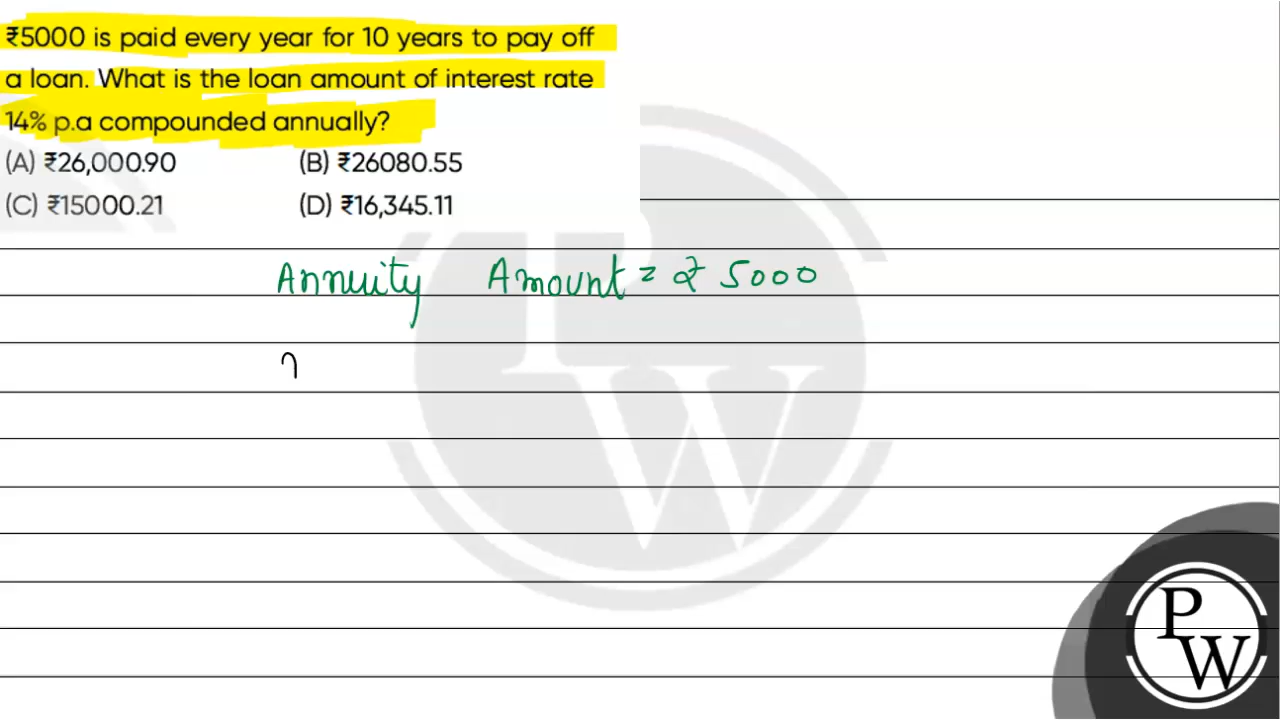 ₹5000 is paid every year for 10 years to pay off
a loan. What is the loan amount of interest rate
14% p.a compounded annually?
(A) ₹26,000.90 (B) ₹26080.55
(C) ₹15000.21 (D) ₹16,345.11
Annuity Amount = ₹ 5000
PW
PW